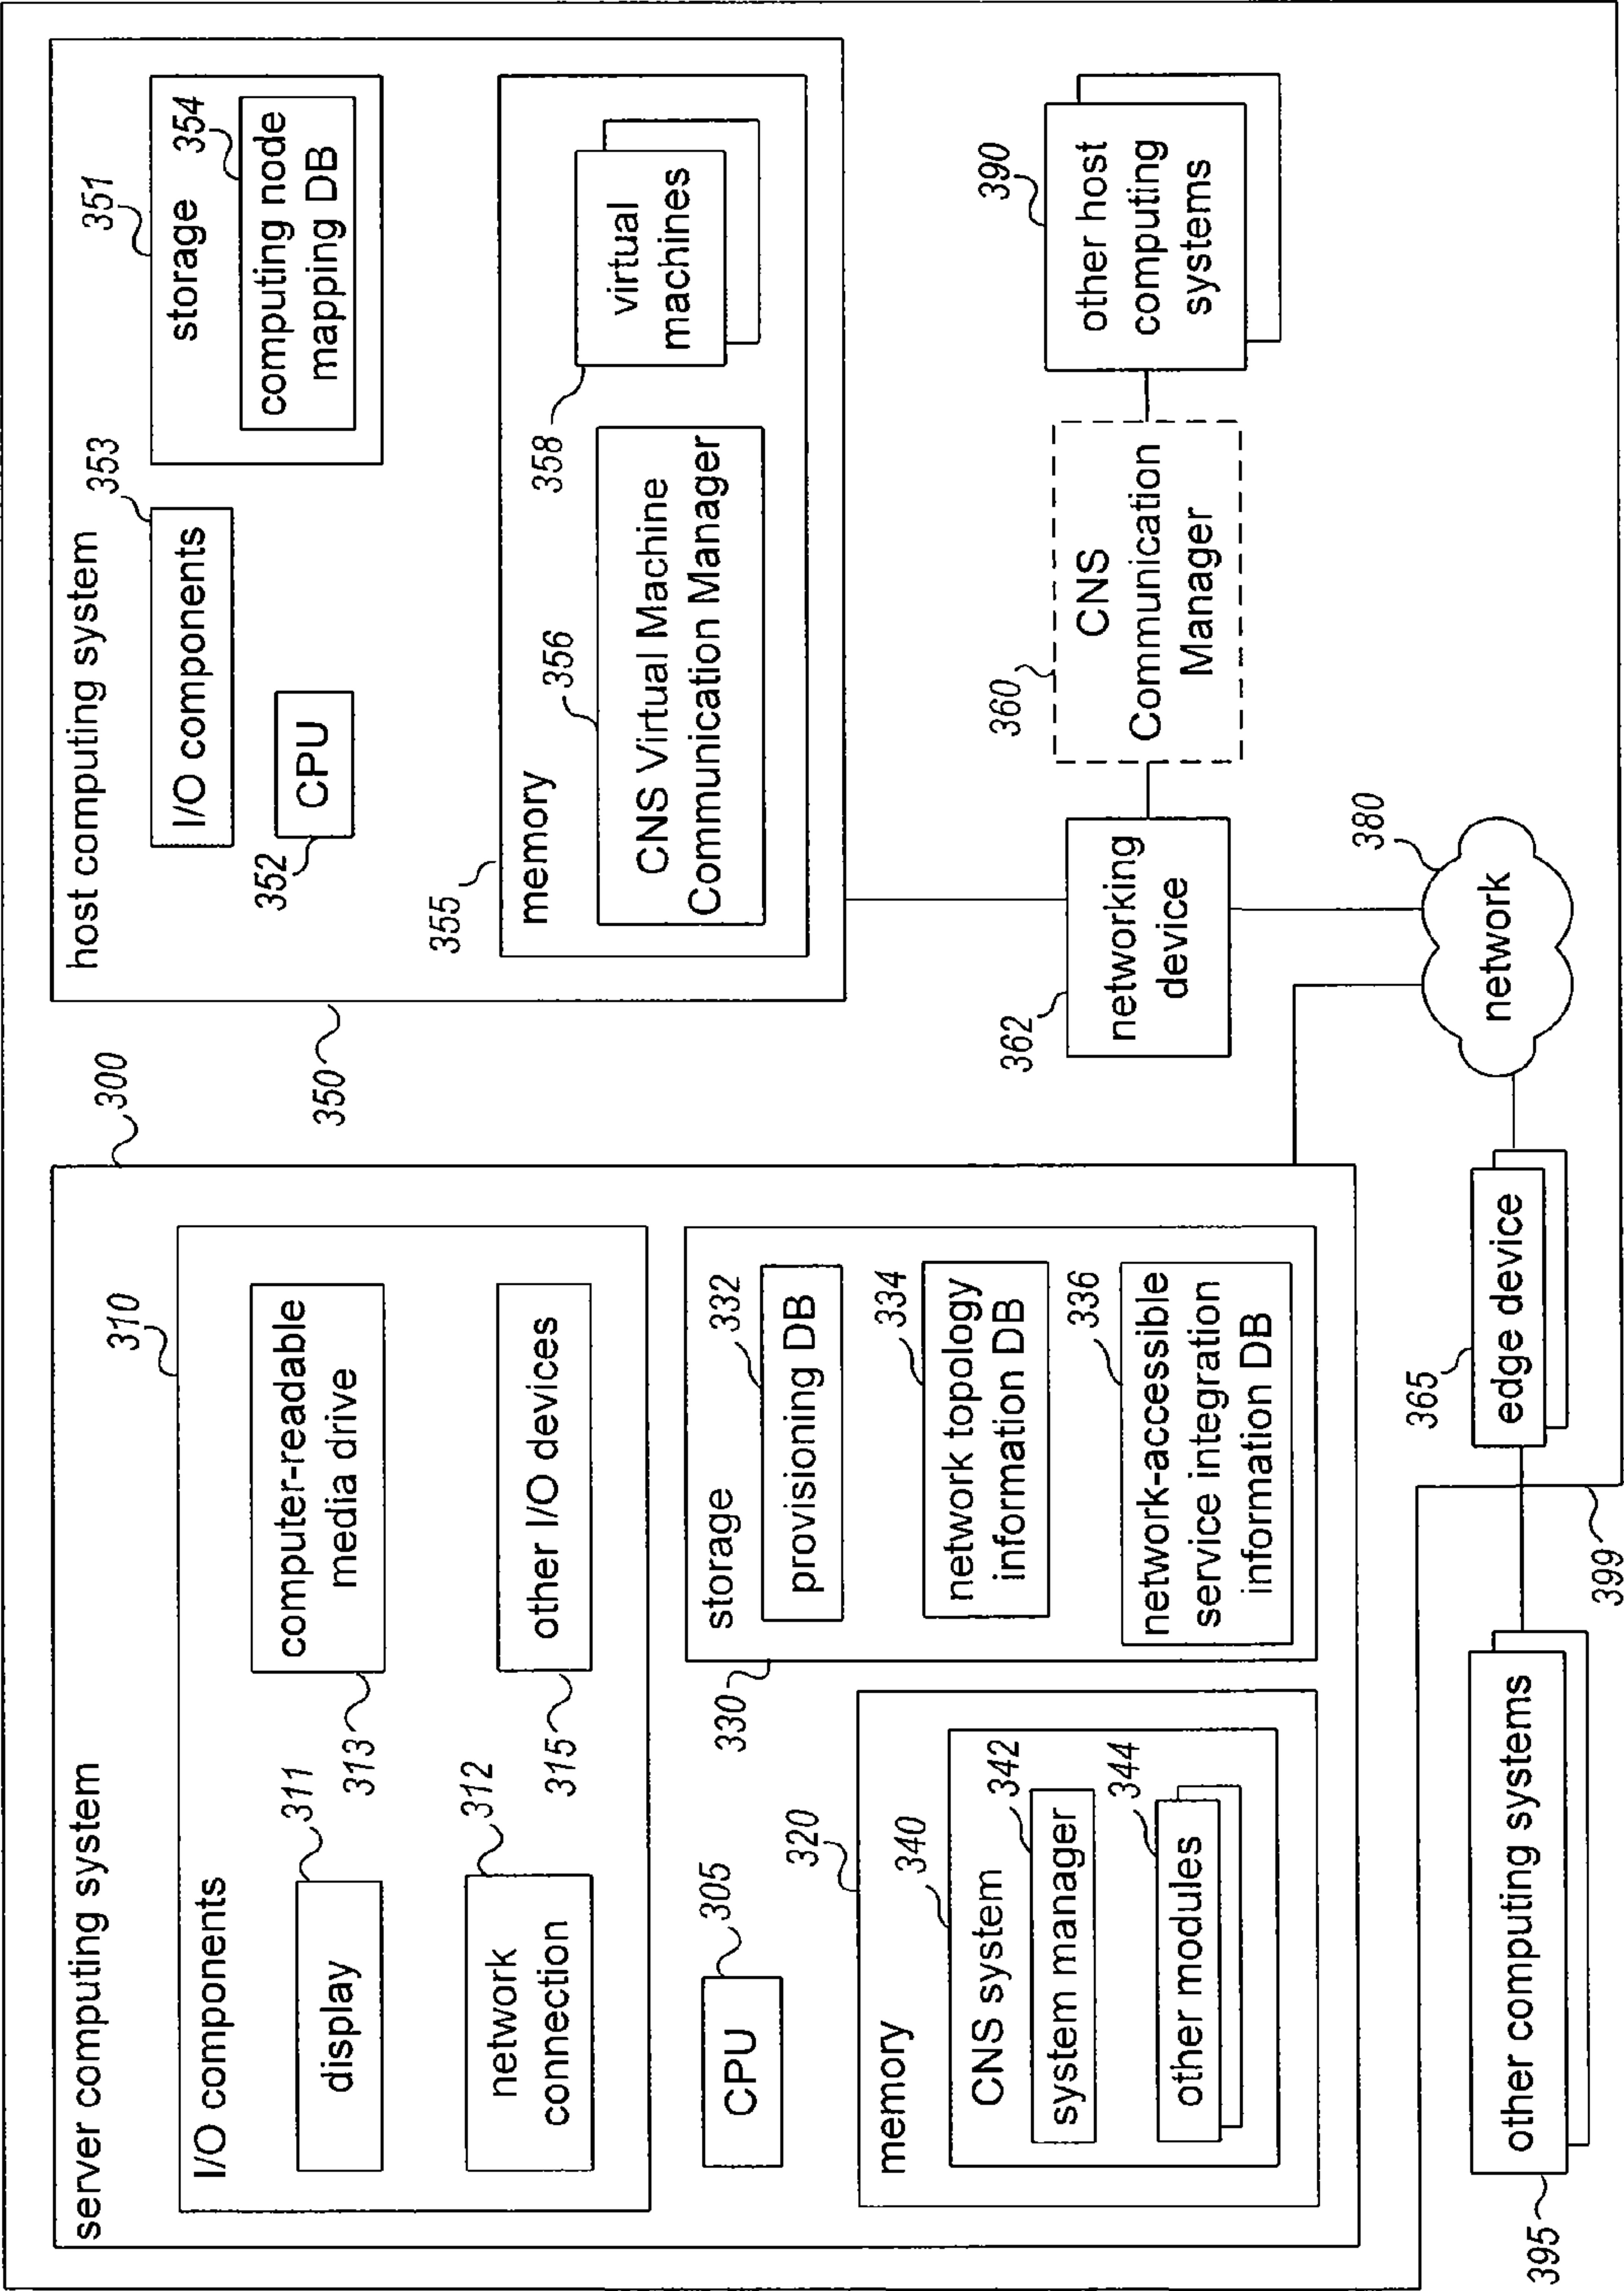 server computing system
300
I/O components
310
display
311
computer-readable
media drive
313
network
connection
312
other I/O devices
315
CPU
305
memory
320
CNS system
340
system manager
342
other modules
344
storage
330
provisioning DB
332
network topology
information DB
334
network-accessible
service integration
information DB
336
host computing system
350
I/O components
353
CPU
352
storage
351
computing node
mapping DB
354
memory
355
CNS Virtual Machine
Communication Manager
356
virtual
machines
358
networking
device
362
CNS
Communication
Manager
360
other host
computing
systems
390
network
380
edge device
365
other computing systems
395
399